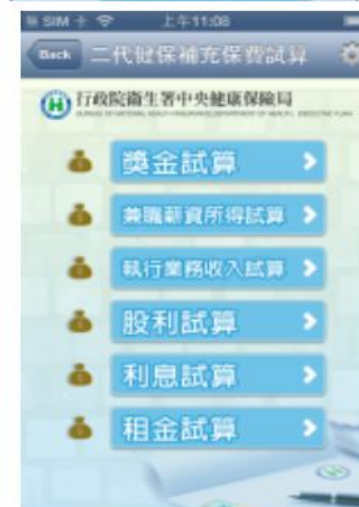 無 SIM 卡 上午11:08
Back 二代健保補充保費試算
行政院衛生署中央健康保險局
獎金試算
兼職薪資所得試算
執行業務收入試算
股利試算
利息試算
租金試算